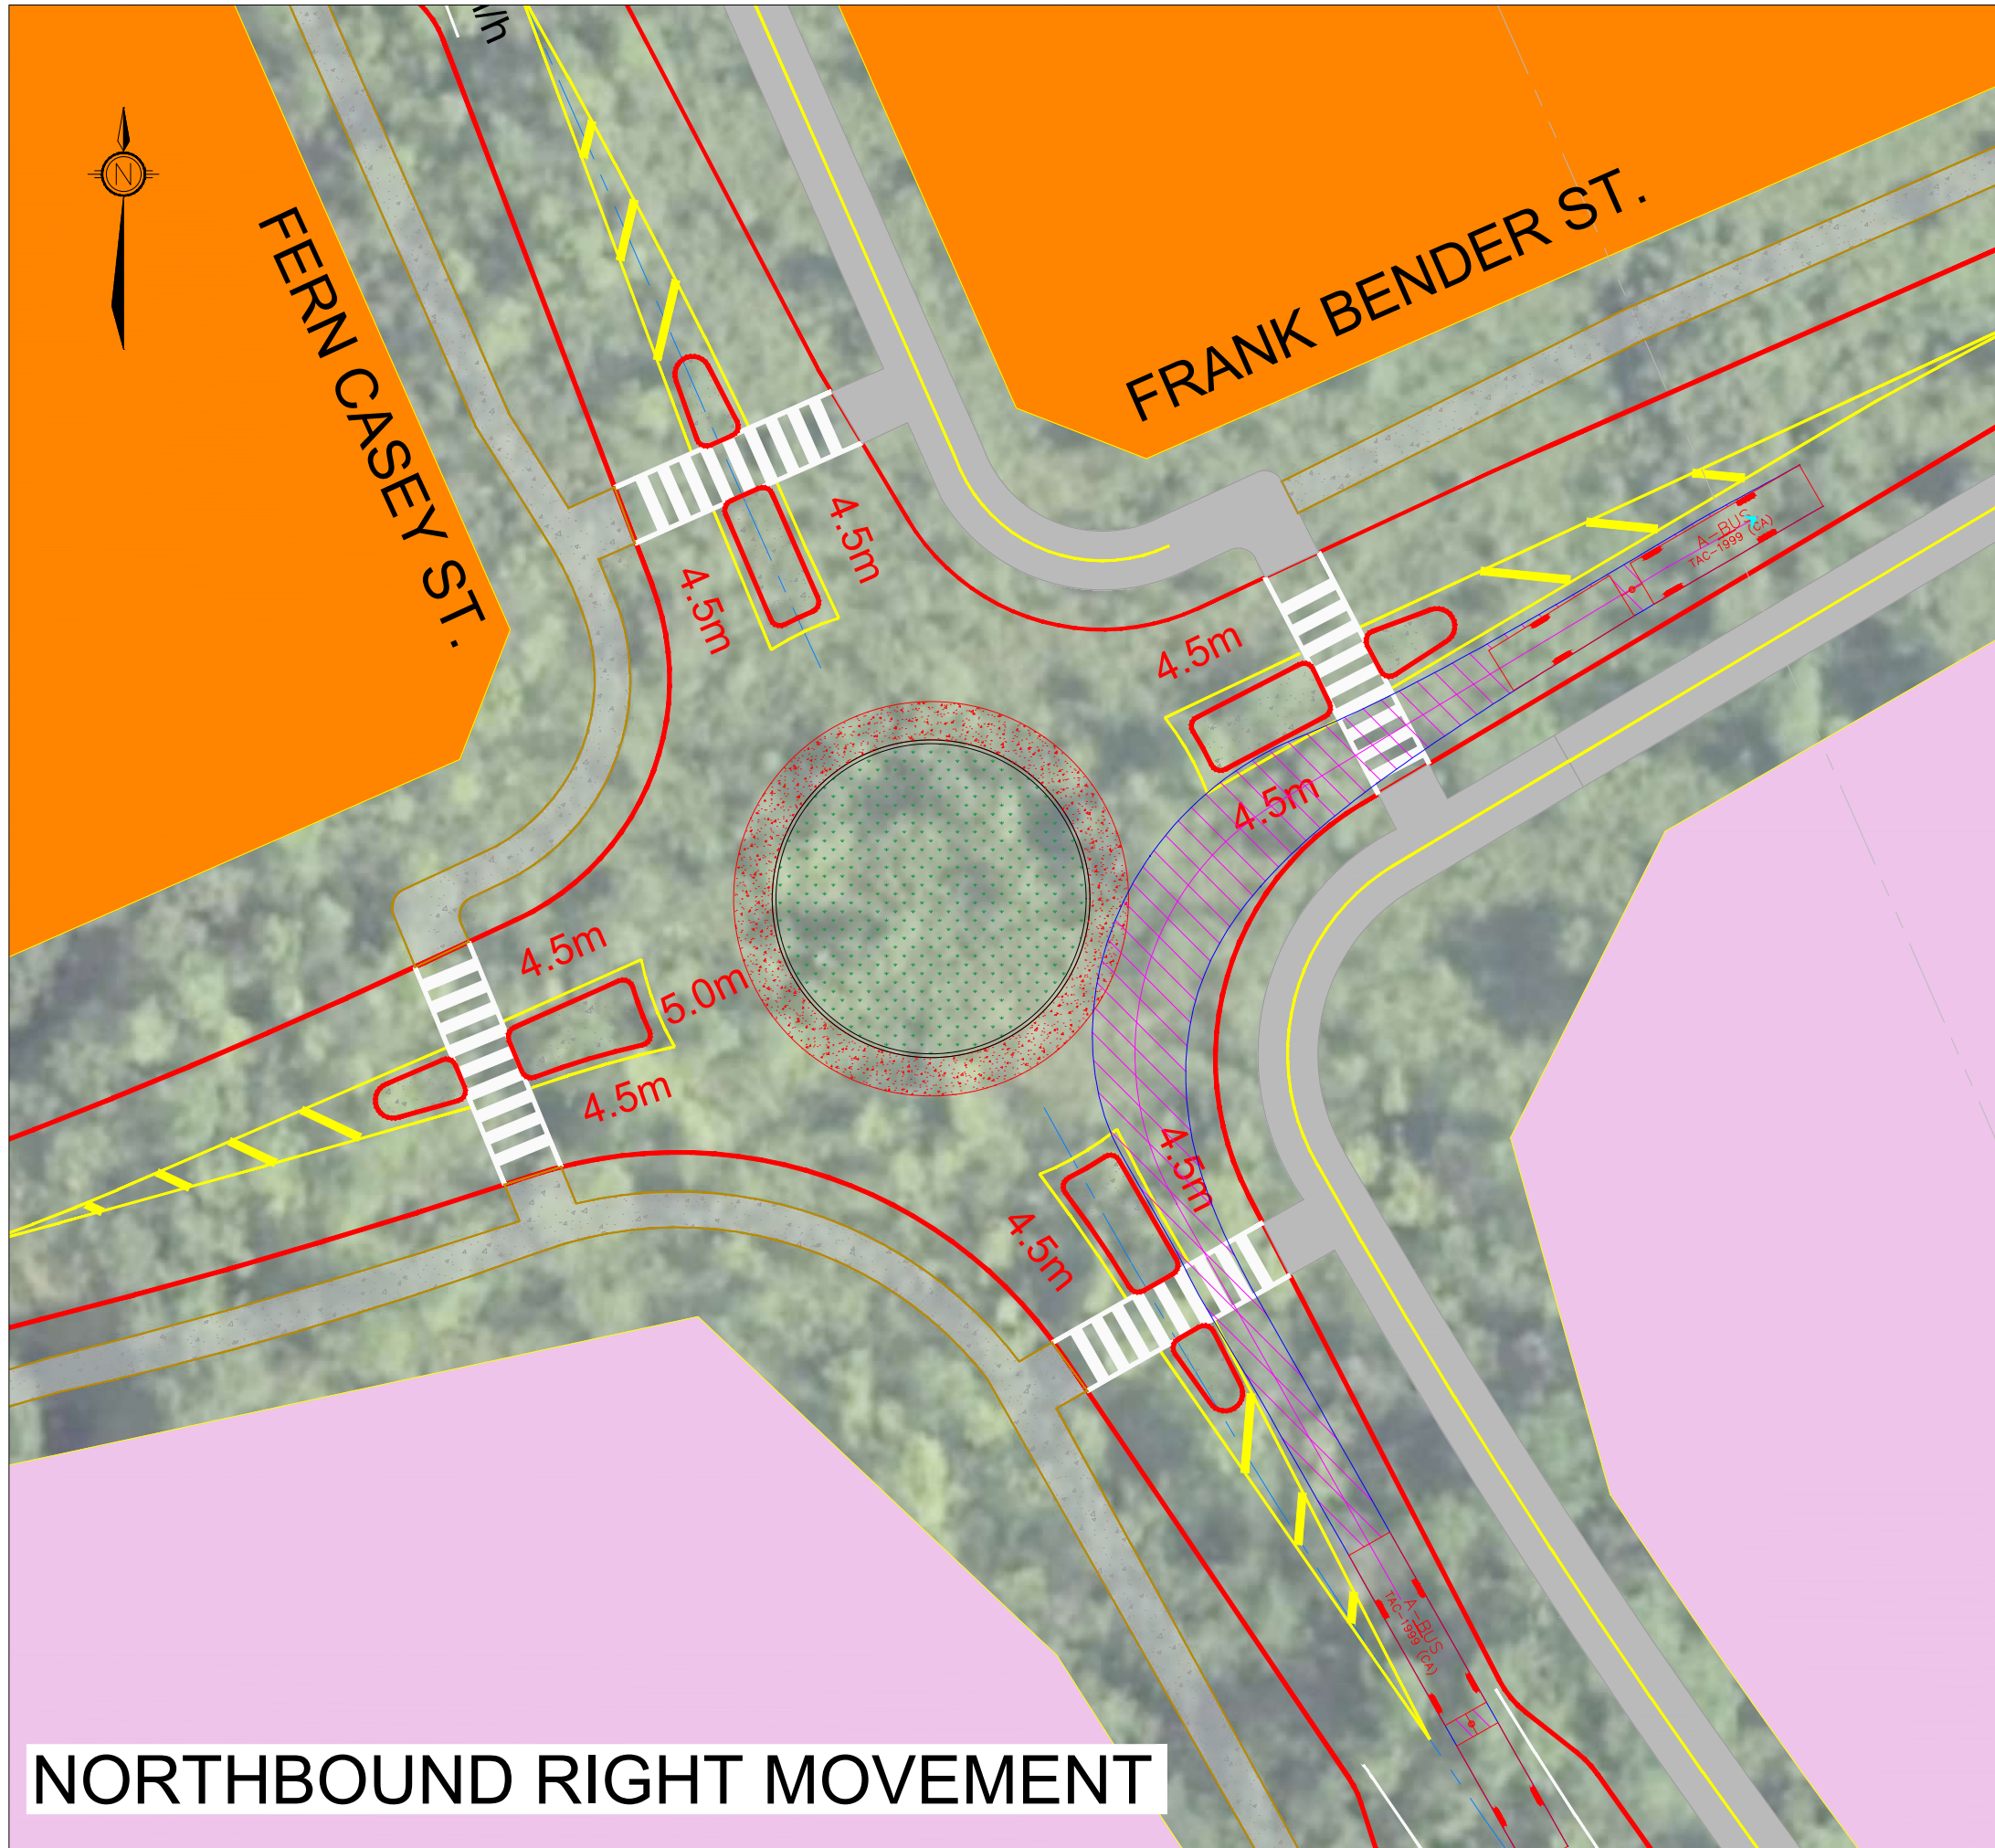 N
FERN CASEY ST.
FRANK BENDER ST.
4.5m
4.5m
4.5m
4.5m
A-BUS
TAC-1999 (CA)
4.5m
5.0m
4.5m
4.5m
4.5m
A-BUS
TAC-1999 (CA)
NORTHBOUND RIGHT MOVEMENT